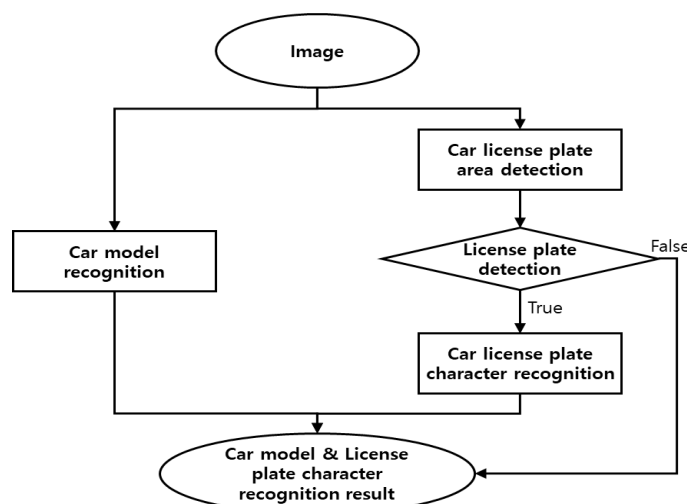 Image
Car license plate
area detection
Car model
recognition
License plate
detection
False
True
Car license plate
character recognition
Car model & License
plate character
recognition result